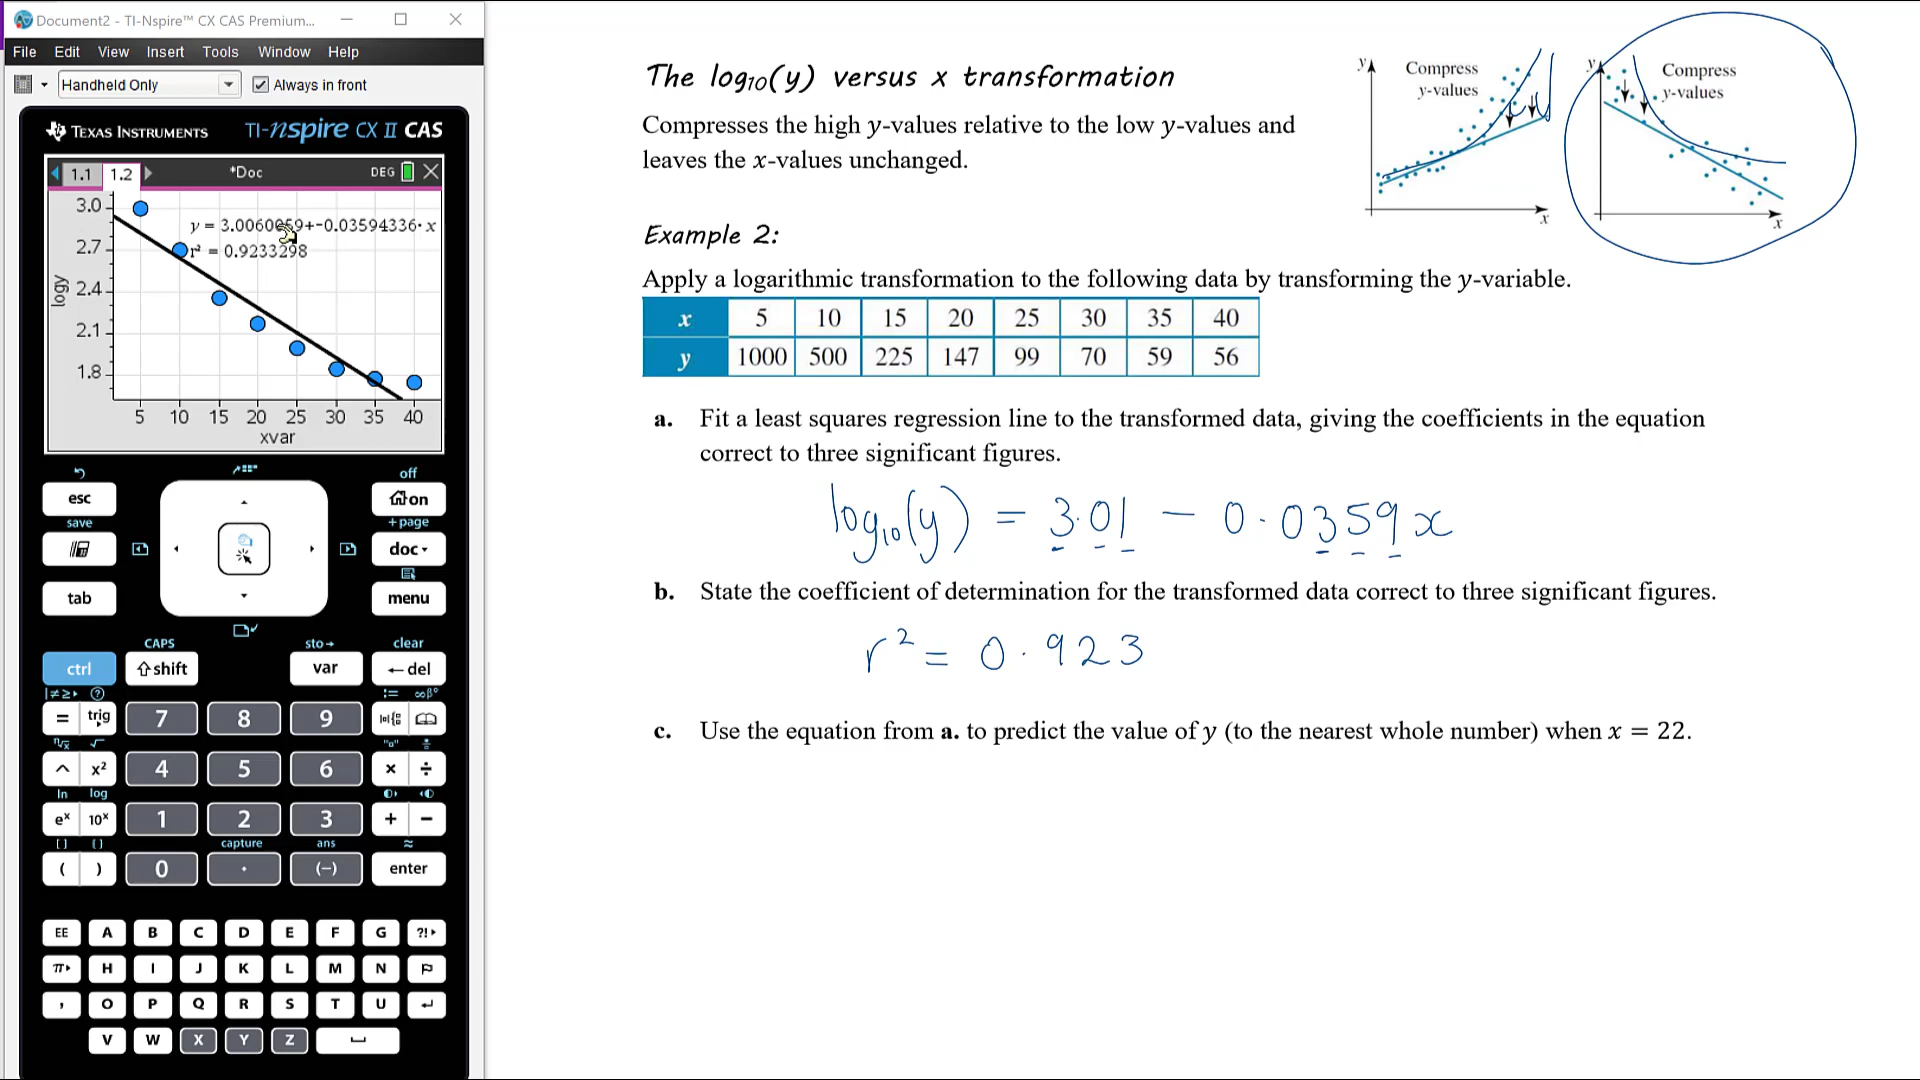 Document2 - TI-Nspire™ CX CAS Premium...
File Edit View Insert Tools Window Help
Handheld Only Always in front
TEXAS INSTRUMENTS TI-nspire CX II CAS
1.1 1.2 *Doc DEG
3.0
2.7
2.4
2.1
1.8
logy
r² = 0.9233298
5 10 15 20 25 30 35 40
xvar
off
esc on
save +page
doc
tab menu
CAPS sto→ clear
ctrl shift var ←del
= trig 7 8 9
^ x² 4 5 6 × ÷
ln log
eˣ 10ˣ 1 2 3 + −
[ ] { } capture ans ≈
( ) 0 . (−) enter
EE A B C D E F G ?!▸
π▸ H I J K L M N
, O P Q R S T U
V W X Y Z
The log₁₀(y) versus x transformation
Compresses the high y-values relative to the low y-values and
leaves the x-values unchanged.
y Compress
y-values
x
y Compress
y-values
x
Example 2:
Apply a logarithmic transformation to the following data by transforming the y-variable.
x 5 10 15 20 25 30 35 40
y 1000 500 225 147 99 70 59 56
a. Fit a least squares regression line to the transformed data, giving the coefficients in the equation
correct to three significant figures.
log₁₀(y) = 3.01 − 0.0359x
b. State the coefficient of determination for the transformed data correct to three significant figures.
r² = 0.923
c. Use the equation from a. to predict the value of y (to the nearest whole number) when x = 22.